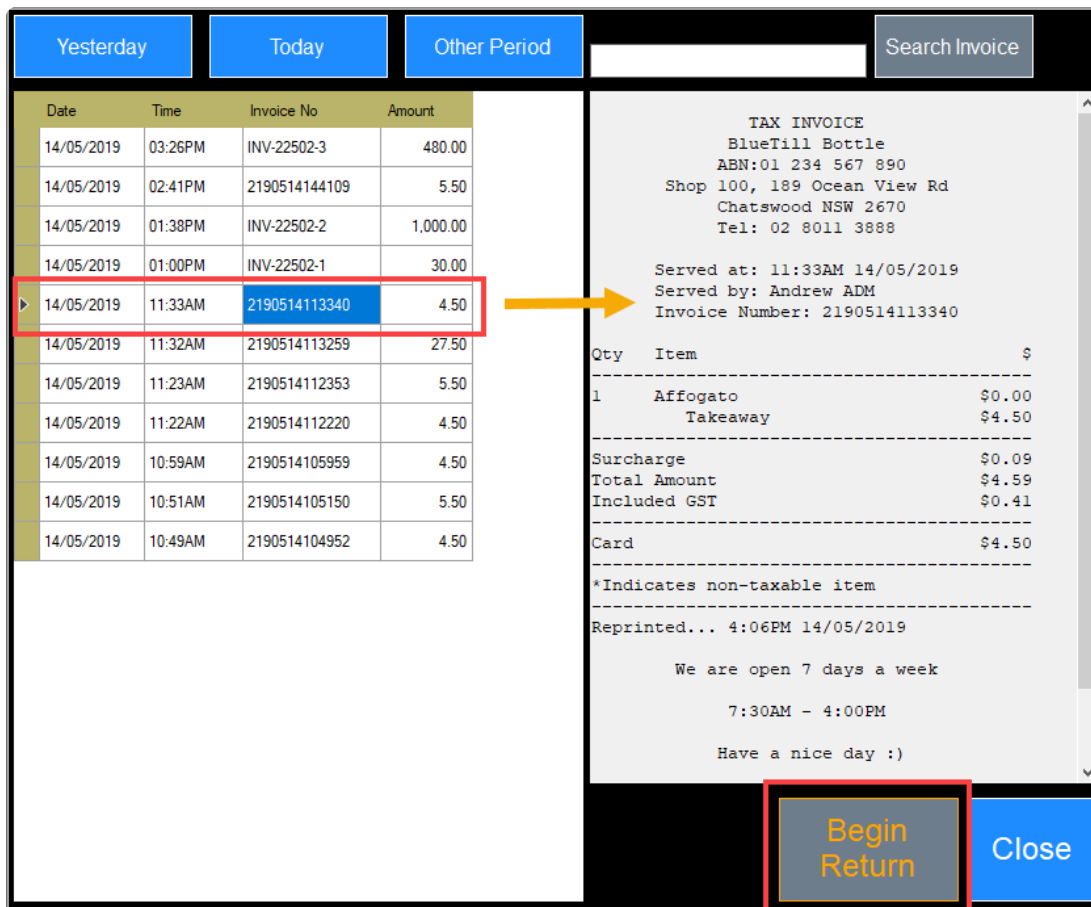 Yesterday Today Other Period Search Invoice
Date Time Invoice No Amount
14/05/2019 03:26PM INV-22502-3 480.00
14/05/2019 02:41PM 2190514144109 5.50
14/05/2019 01:38PM INV-22502-2 1,000.00
14/05/2019 01:00PM INV-22502-1 30.00
14/05/2019 11:33AM 2190514113340 4.50
14/05/2019 11:32AM 2190514113259 27.50
14/05/2019 11:23AM 2190514112353 5.50
14/05/2019 11:22AM 2190514112220 4.50
14/05/2019 10:59AM 2190514105959 4.50
14/05/2019 10:51AM 2190514105150 5.50
14/05/2019 10:49AM 2190514104952 4.50
TAX INVOICE
BlueTill Bottle
ABN:01 234 567 890
Shop 100, 189 Ocean View Rd
Chatswood NSW 2670
Tel: 02 8011 3888
Served at: 11:33AM 14/05/2019
Served by: Andrew ADM
Invoice Number: 2190514113340
Qty Item $
1 Affogato $0.00
Takeaway $4.50
Surcharge $0.09
Total Amount $4.59
Included GST $0.41
Card $4.50
*Indicates non-taxable item
Reprinted... 4:06PM 14/05/2019
We are open 7 days a week
7:30AM - 4:00PM
Have a nice day :)
Begin
Return
Close